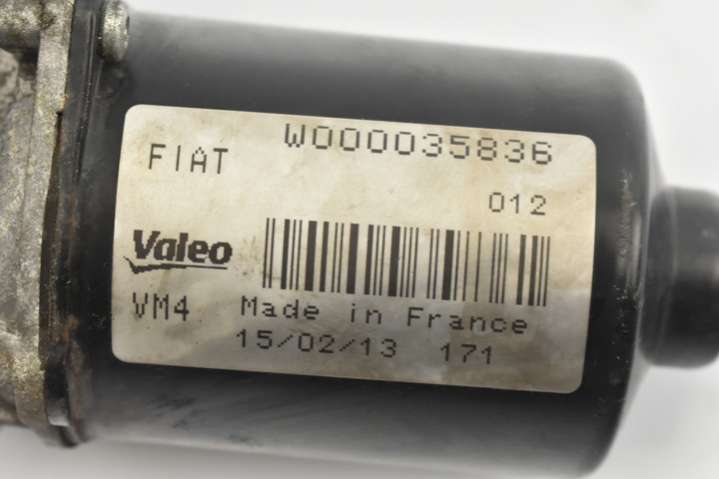 FIAT W000035836
012
Valeo
VM4 Made in France
15/02/13 171